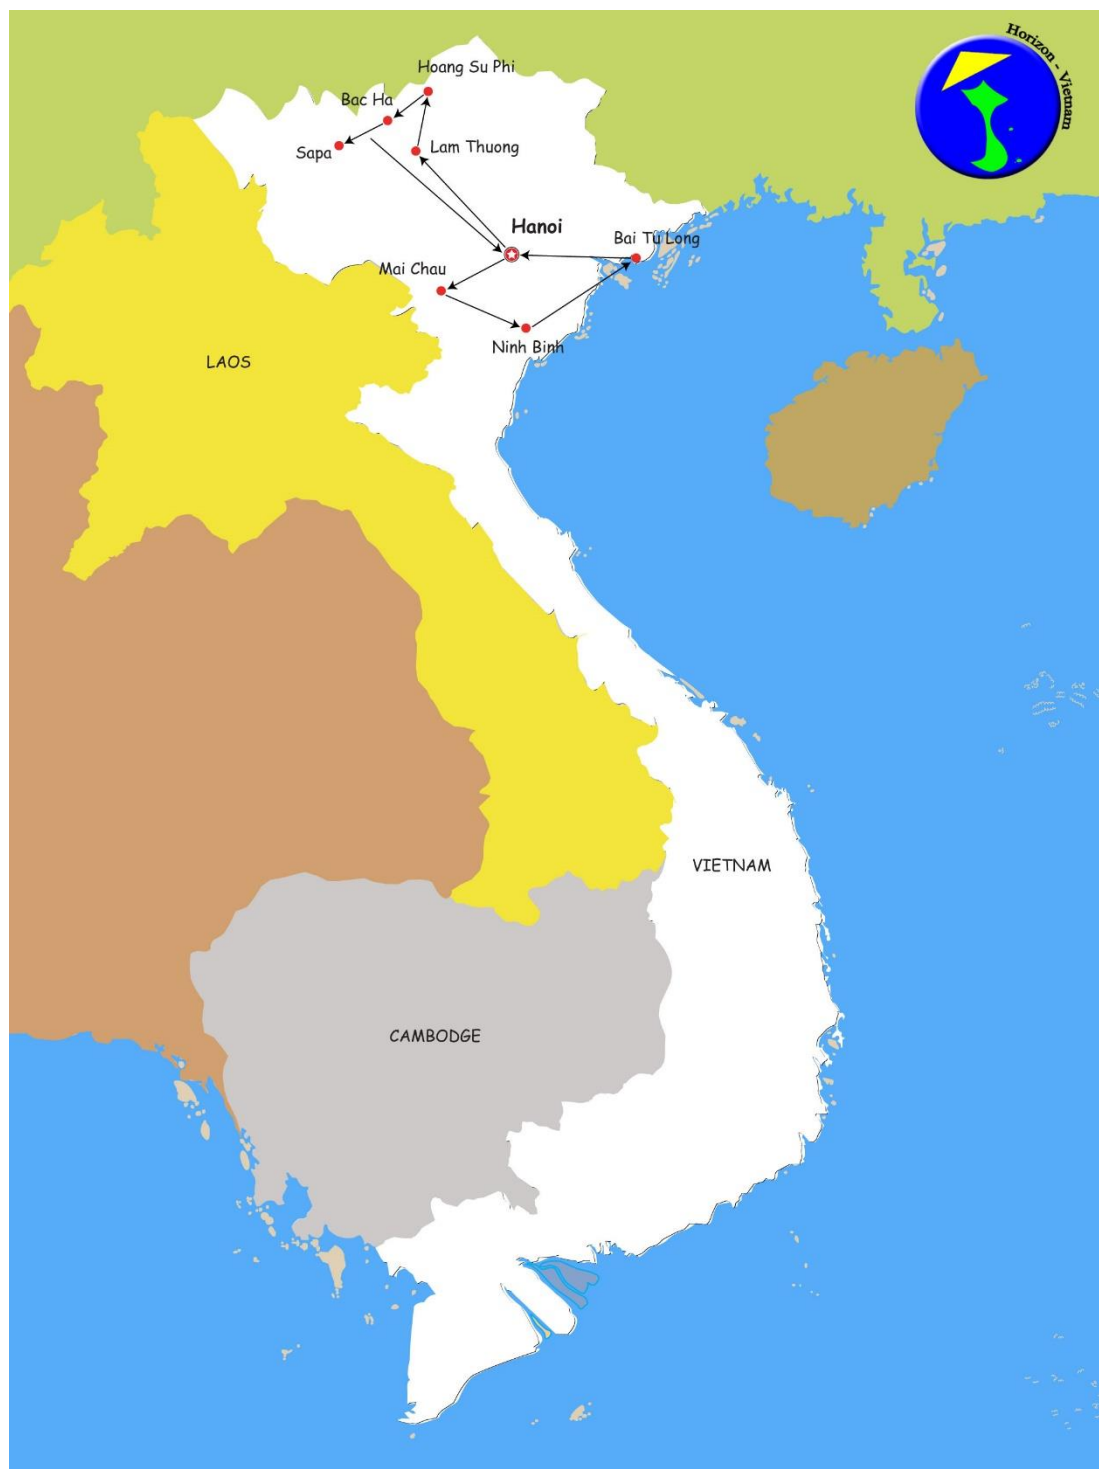 Horizon - Vietnam
Hoang Su Phi
Bac Ha
Sapa
Lam Thuong
Hanoi
Bai Tu Long
Mai Chau
Ninh Binh
LAOS
VIETNAM
CAMBODGE